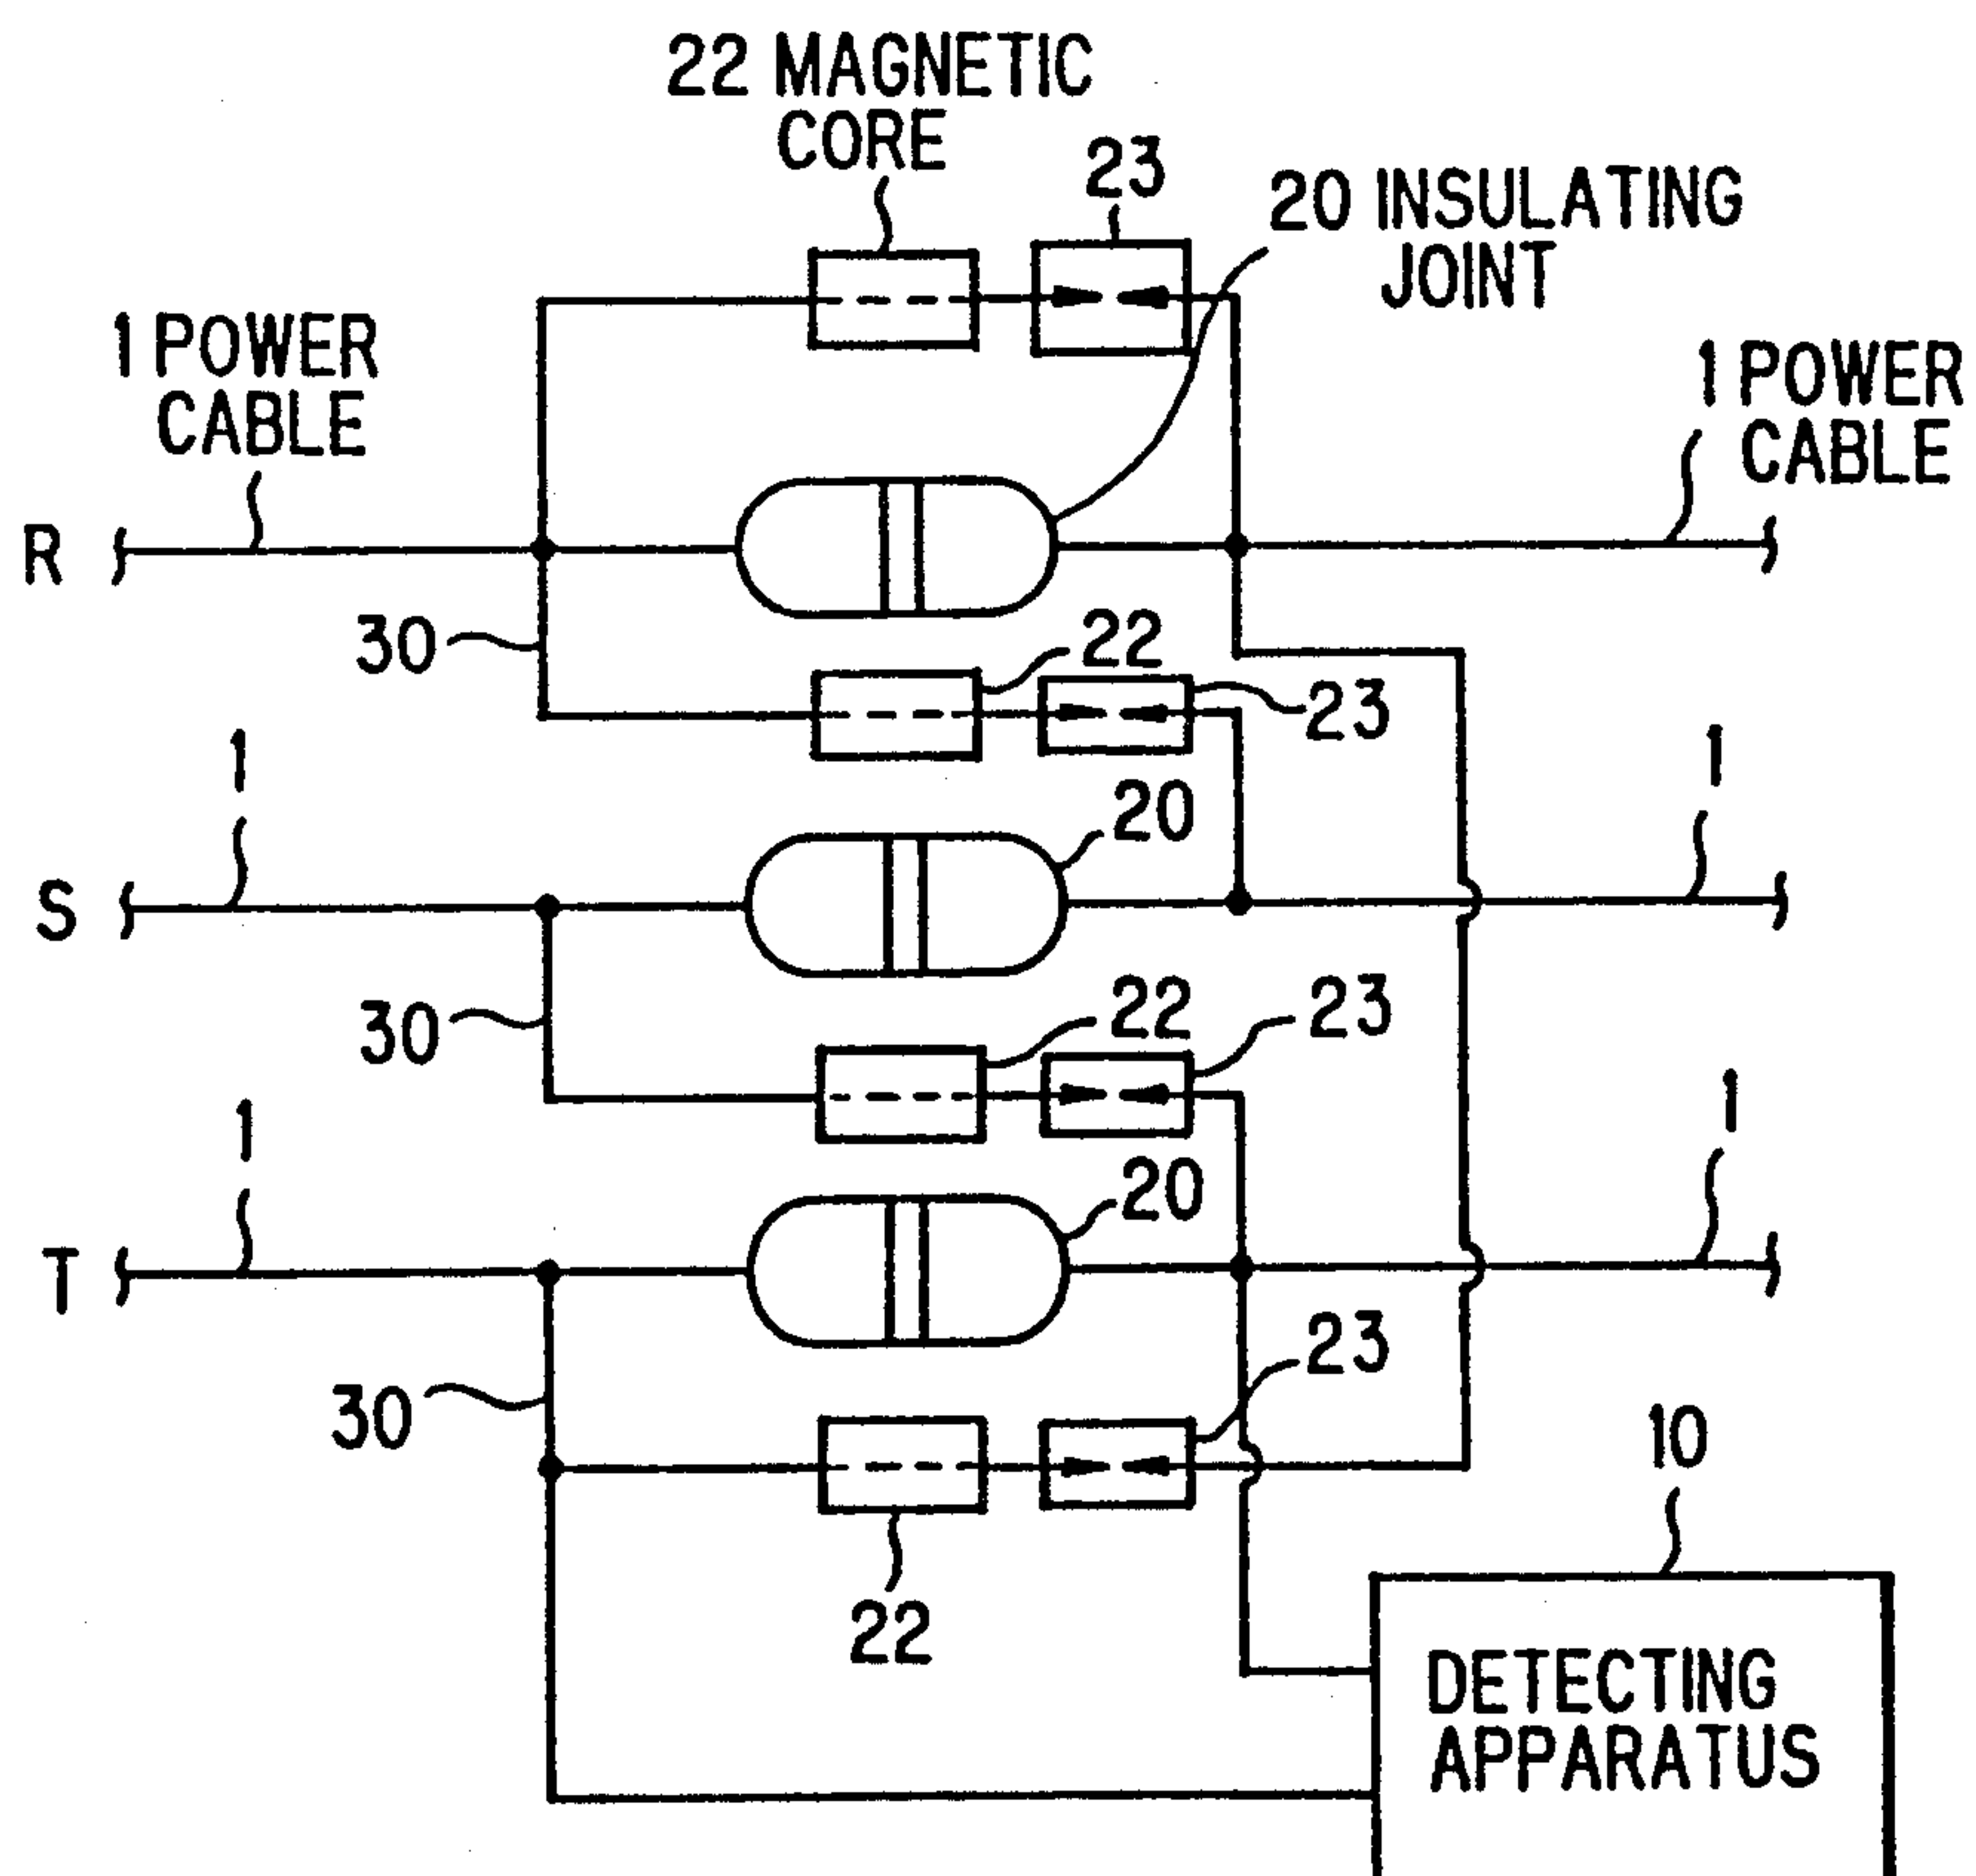 22 MAGNETIC
CORE
23
20 INSULATING
JOINT
1 POWER
CABLE
1 POWER
CABLE
R
30
22
23
1
1
20
S
30
22
23
1
1
20
T
30
23
10
22
DETECTING
APPARATUS